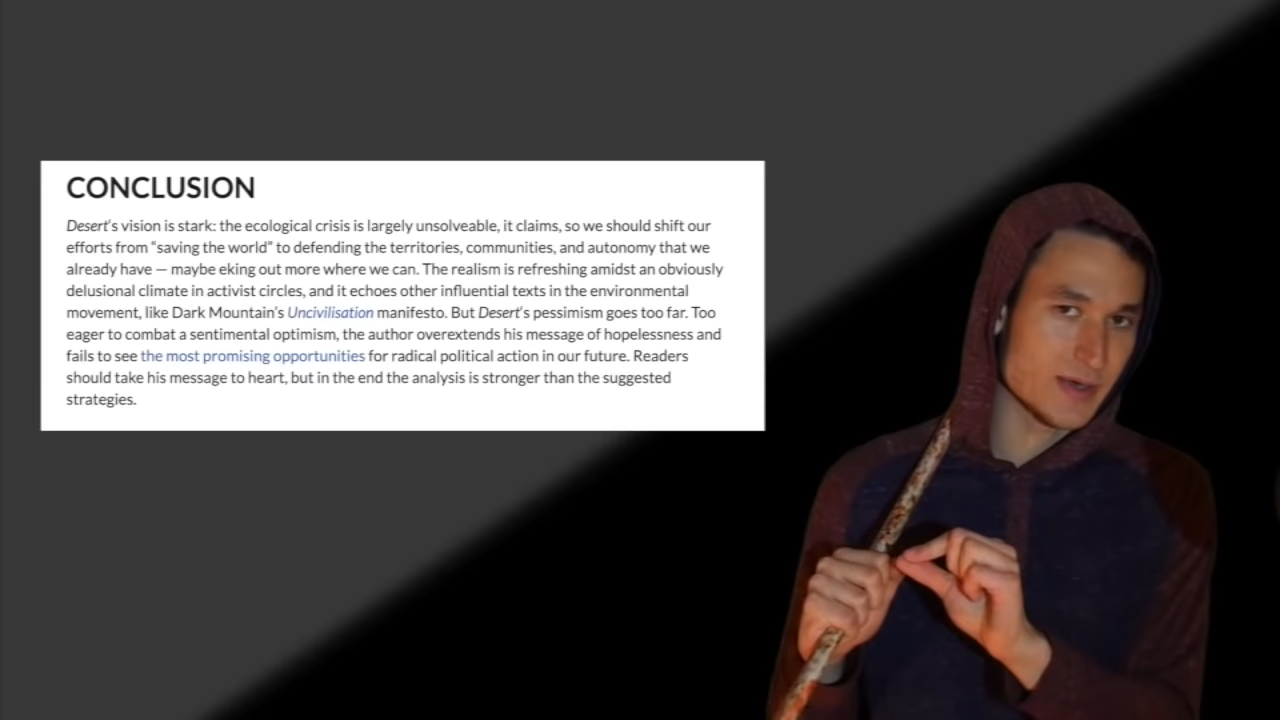 CONCLUSION
Desert's vision is stark: the ecological crisis is largely unsolveable, it claims, so we should shift our
efforts from “saving the world” to defending the territories, communities, and autonomy that we
already have — maybe eking out more where we can. The realism is refreshing amidst an obviously
delusional climate in activist circles, and it echoes other influential texts in the environmental
movement, like Dark Mountain's Uncivilisation manifesto. But Desert's pessimism goes too far. Too
eager to combat a sentimental optimism, the author overextends his message of hopelessness and
fails to see the most promising opportunities for radical political action in our future. Readers
should take his message to heart, but in the end the analysis is stronger than the suggested
strategies.